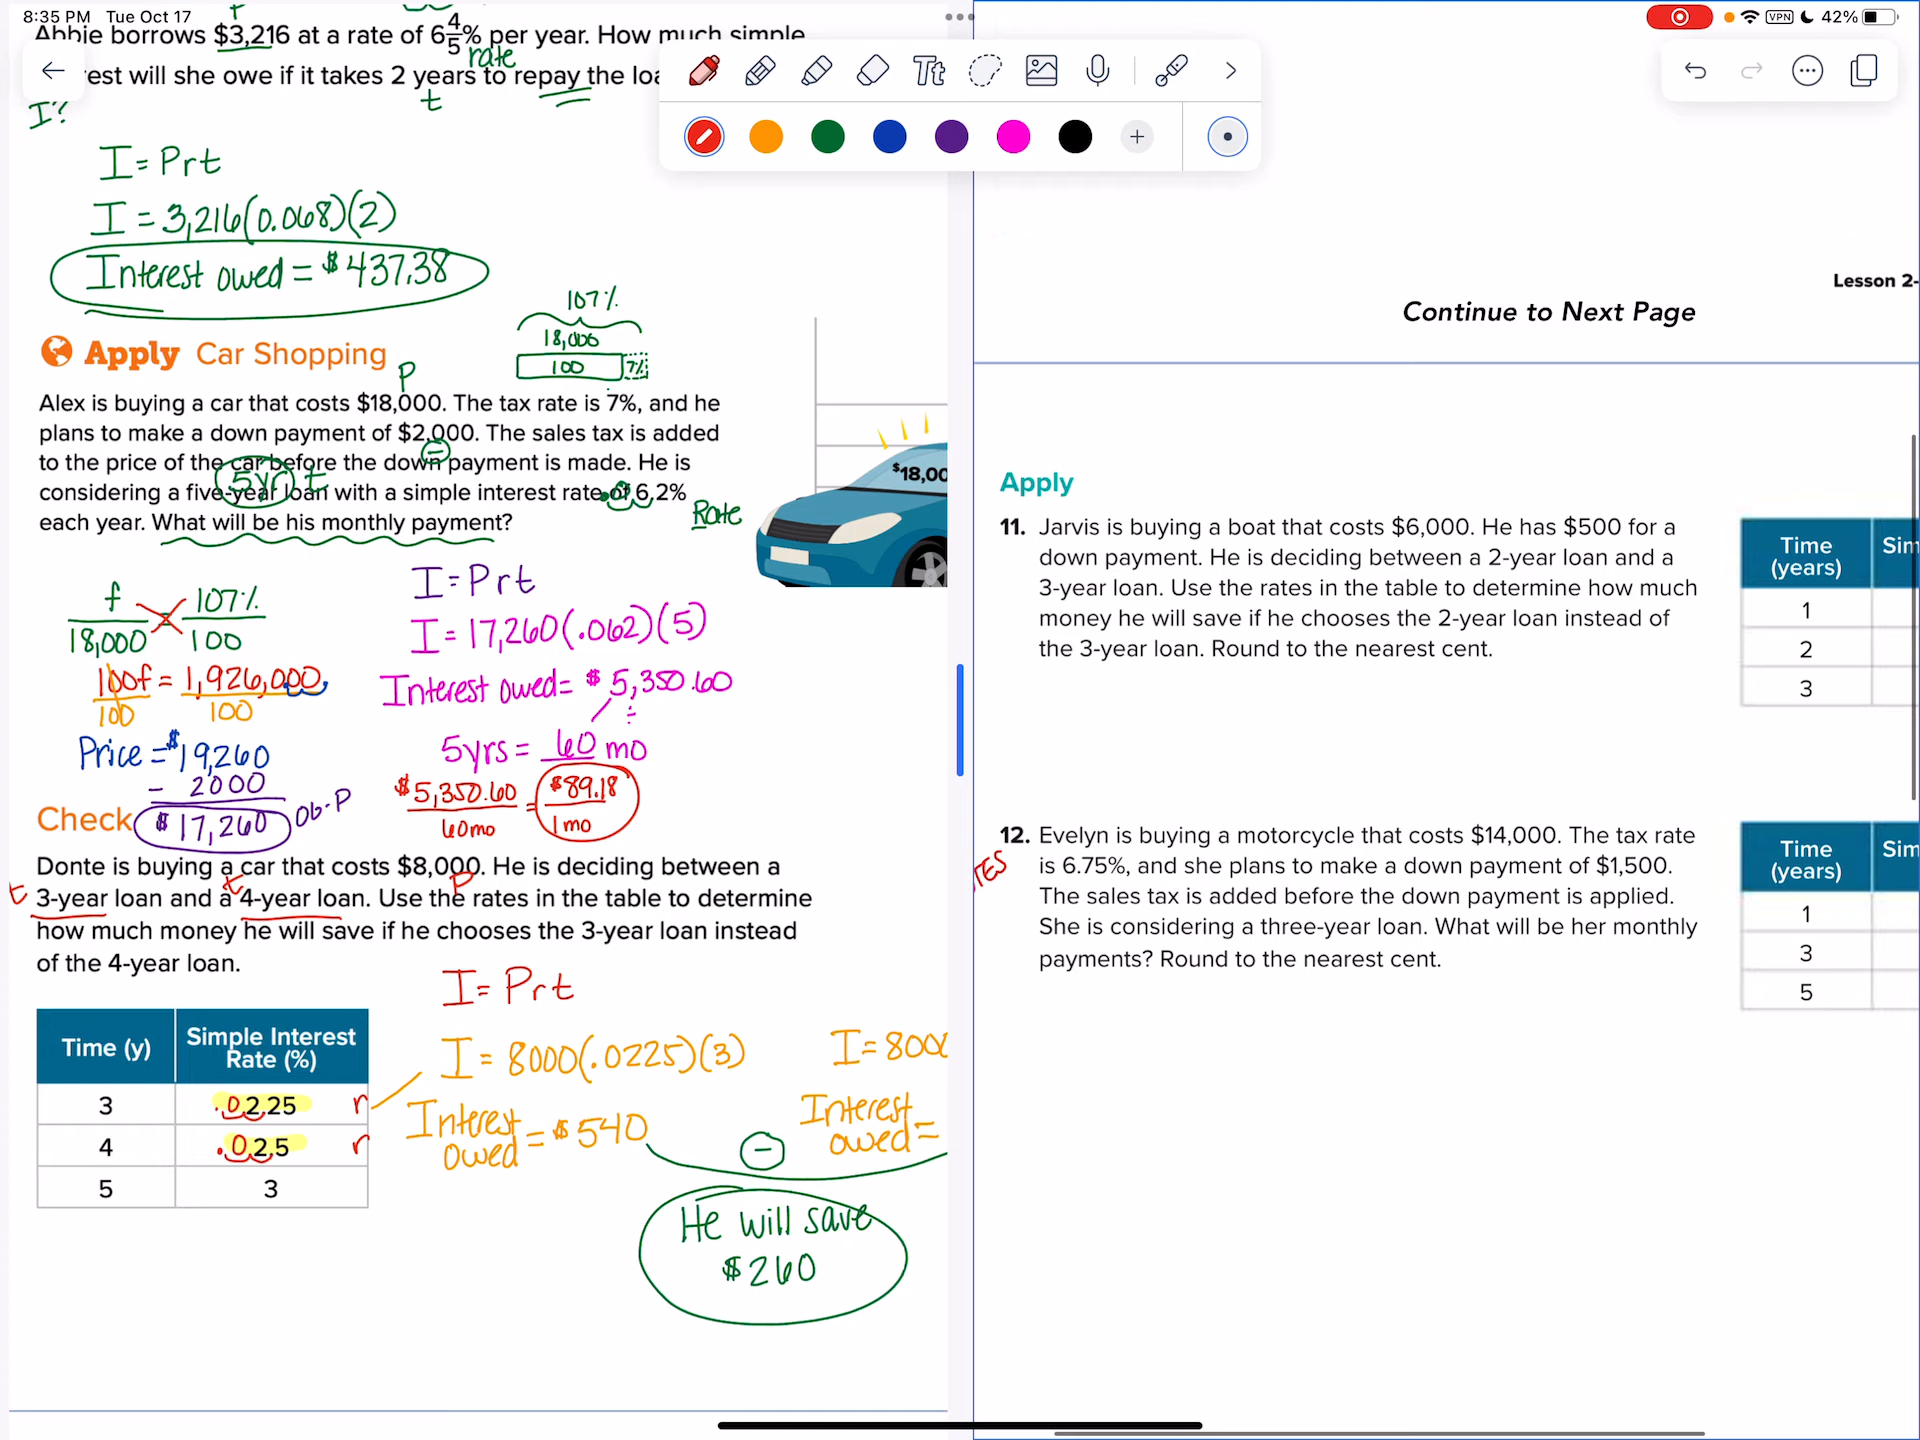 8:35 PM Tue Oct 17
VPN 42%
P
Abbie borrows $3,216 at a rate of 6 4/5% per year. How much simple
rate
rest will she owe if it takes 2 years to repay the loa
t
I?
I = Prt
I = 3,216(0.068)(2)
Interest owed = $437.38
107%
18,000
100 7%
Apply Car Shopping
P
Alex is buying a car that costs $18,000. The tax rate is 7%, and he
plans to make a down payment of $2,000. The sales tax is added
to the price of the car before the down payment is made. He is
5yr t
considering a five-year loan with a simple interest rate of 6.2%
Rate
each year. What will be his monthly payment?
$18,00
f/18,000 = 107%/100
100f = 1,926,000
100 100
Price = $19,260
- 2000
$17,260 Ob-P
I = Prt
I = 17,260(.062)(5)
Interest owed = $5,350.60
÷
5yrs = 60 mo
$5,350.60/60mo = $89.18/1mo
Check
Donte is buying a car that costs $8,000. He is deciding between a
t t P
3-year loan and a 4-year loan. Use the rates in the table to determine
how much money he will save if he chooses the 3-year loan instead
of the 4-year loan.
Time (y) Simple Interest Rate (%)
3 .02.25 r
4 .02.5 r
5 3
I = Prt
I = 8000(.0225)(3)
Interest owed = $540
I = 800
Interest owed =
−
He will save
$260
Tt
Lesson 2-
Continue to Next Page
Apply
11. Jarvis is buying a boat that costs $6,000. He has $500 for a
down payment. He is deciding between a 2-year loan and a
3-year loan. Use the rates in the table to determine how much
money he will save if he chooses the 2-year loan instead of
the 3-year loan. Round to the nearest cent.
Time (years) Sim
1
2
3
TES
12. Evelyn is buying a motorcycle that costs $14,000. The tax rate
is 6.75%, and she plans to make a down payment of $1,500.
The sales tax is added before the down payment is applied.
She is considering a three-year loan. What will be her monthly
payments? Round to the nearest cent.
Time (years) Sim
1
3
5